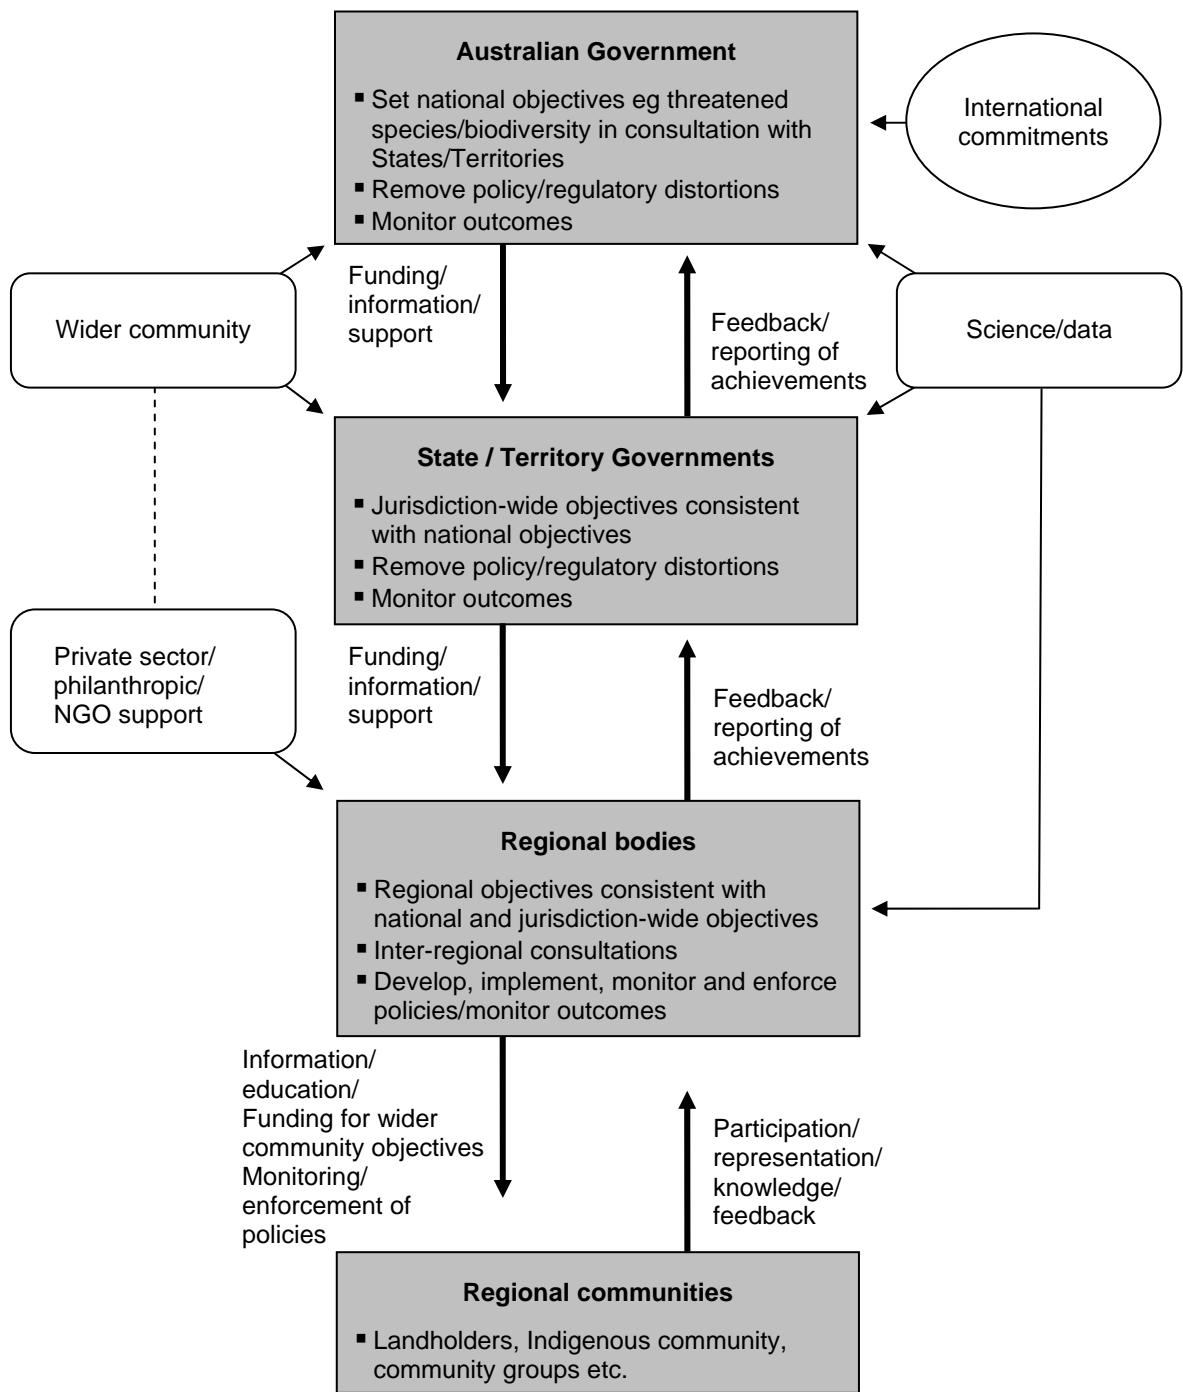 Australian Government
▪ Set national objectives eg threatened
species/biodiversity in consultation with
States/Territories
▪ Remove policy/regulatory distortions
▪ Monitor outcomes
International
commitments
Funding/
information/
support
Wider community
Feedback/
reporting of
achievements
Science/data
State / Territory Governments
▪ Jurisdiction-wide objectives consistent
with national objectives
▪ Remove policy/regulatory distortions
▪ Monitor outcomes
Private sector/
philanthropic/
NGO support
Funding/
information/
support
Feedback/
reporting of
achievements
Regional bodies
▪ Regional objectives consistent with
national and jurisdiction-wide objectives
▪ Inter-regional consultations
▪ Develop, implement, monitor and enforce
policies/monitor outcomes
Information/
education/
Funding for wider
community objectives
Monitoring/
enforcement of
policies
Participation/
representation/
knowledge/
feedback
Regional communities
▪ Landholders, Indigenous community,
community groups etc.